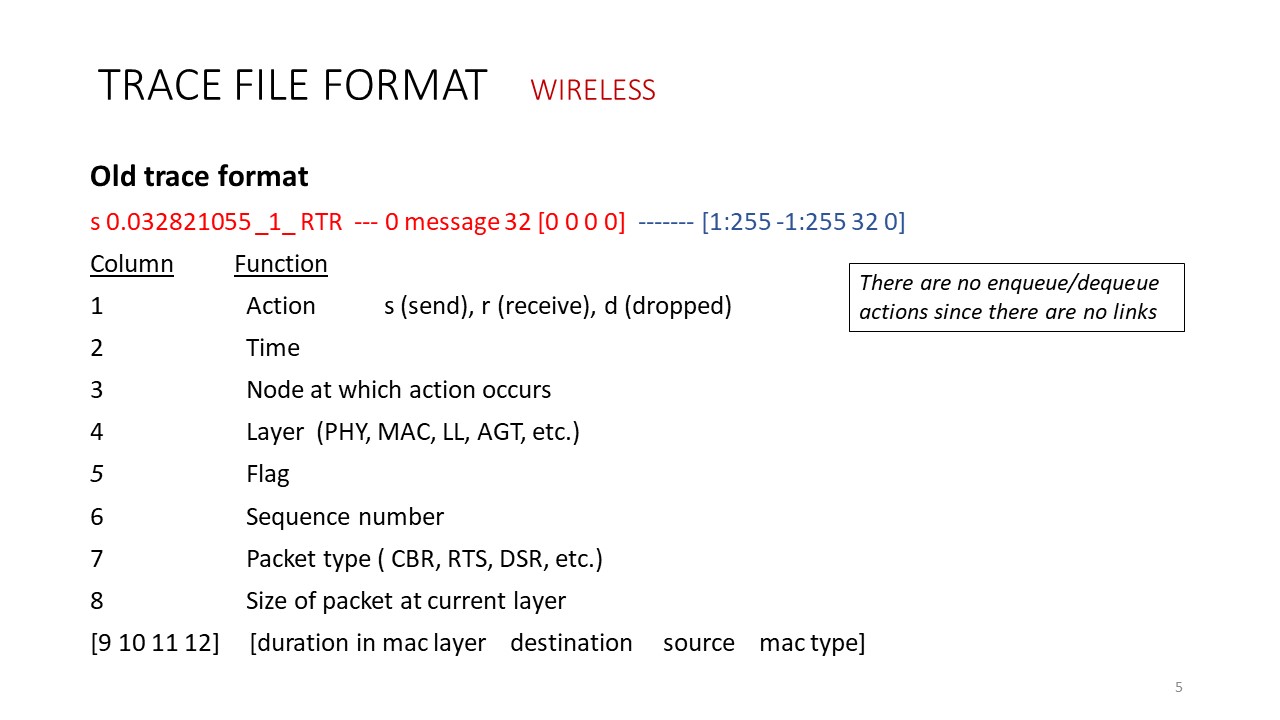 TRACE FILE FORMAT WIRELESS
Old trace format
s 0.032821055 _1_ RTR --- 0 message 32 [0 0 0 0] ------- [1:255 -1:255 32 0]
Column Function
There are no enqueue/dequeue
actions since there are no links
1 Action s (send), r (receive), d (dropped)
2 Time
3 Node at which action occurs
4 Layer (PHY, MAC, LL, AGT, etc.)
5 Flag
6 Sequence number
7 Packet type ( CBR, RTS, DSR, etc.)
8 Size of packet at current layer
[9 10 11 12] [duration in mac layer destination source mac type]
5